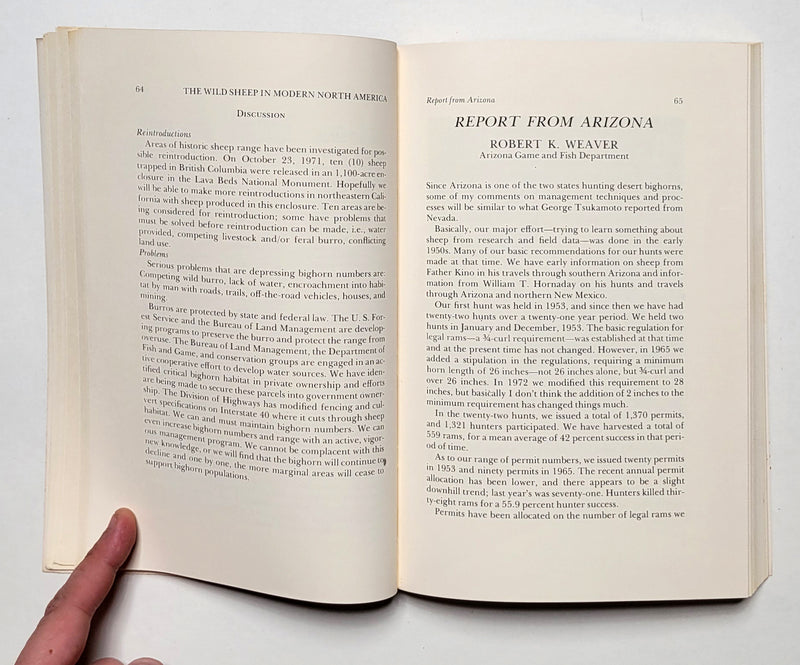 64
THE WILD SHEEP IN MODERN NORTH AMERICA
DISCUSSION
Reintroductions
Areas of historic sheep range have been investigated for pos-
sible reintroduction. On October 23, 1971, ten (10) sheep
trapped in British Columbia were released in an 1,100-acre en-
closure in the Lava Beds National Monument. Hopefully we
will be able to make more reintroductions in northeastern Cali-
fornia with sheep produced in this enclosure. Ten areas are be-
ing considered for reintroduction; some have problems that
must be solved before reintroduction can be made, i.e., water
provided, competing livestock and/or feral burro, conflicting
land use.
Problems
Serious problems that are depressing bighorn numbers are:
Competing wild burro, lack of water, encroachment into habi-
tat by man with roads, trails, off-the-road vehicles, houses, and
mining.
Burros are protected by state and federal law. The U. S. For-
est Service and the Bureau of Land Management are develop-
ing programs to preserve the burro and protect the range from
overuse. The Bureau of Land Management, the Department of
Fish and Game, and conservation groups are engaged in an ac-
tive cooperative effort to develop water sources. We have iden-
tified critical bighorn habitat in private ownership and efforts
are being made to secure these parcels into government owner-
ship. The Division of Highways has modified fencing and cul-
vert specifications on Interstate 40 where it cuts through sheep
habitat. We can and must maintain bighorn numbers. We can
even increase bighorn numbers and range with an active, vigor-
ous management program. We cannot be complacent with this
new knowledge, or we will find that the bighorn will continue to
decline and one by one, the more marginal areas will cease to
support bighorn populations.
Report from Arizona
65
REPORT FROM ARIZONA
ROBERT K. WEAVER
Arizona Game and Fish Department
Since Arizona is one of the two states hunting desert bighorns,
some of my comments on management techniques and proc-
esses will be similar to what George Tsukamoto reported from
Nevada.
Basically, our major effort—trying to learn something about
sheep from research and field data—was done in the early
1950s. Many of our basic recommendations for our hunts were
made at that time. We have early information on sheep from
Father Kino in his travels through southern Arizona and infor-
mation from William T. Hornaday on his hunts and travels
through Arizona and northern New Mexico.
Our first hunt was held in 1953, and since then we have had
twenty-two hunts over a twenty-one year period. We held two
hunts in January and December, 1953. The basic regulation for
legal rams—a ¾-curl requirement—was established at that time
and at the present time has not changed. However, in 1965 we
added a stipulation in the regulations, requiring a minimum
horn length of 26 inches—not 26 inches alone, but ¾-curl and
over 26 inches. In 1972 we modified this requirement to 28
inches, but basically I don't think the addition of 2 inches to the
minimum requirement has changed things much.
In the twenty-two hunts, we issued a total of 1,370 permits,
and 1,321 hunters participated. We have harvested a total of
559 rams, for a mean average of 42 percent success in that peri-
od of time.
As to our range of permit numbers, we issued twenty permits
in 1953 and ninety permits in 1965. The recent annual permit
allocation has been lower, and there appears to be a slight
downhill trend; last year's was seventy-one. Hunters killed thir-
ty-eight rams for a 55.9 percent hunter success.
Permits have been allocated on the number of legal rams we